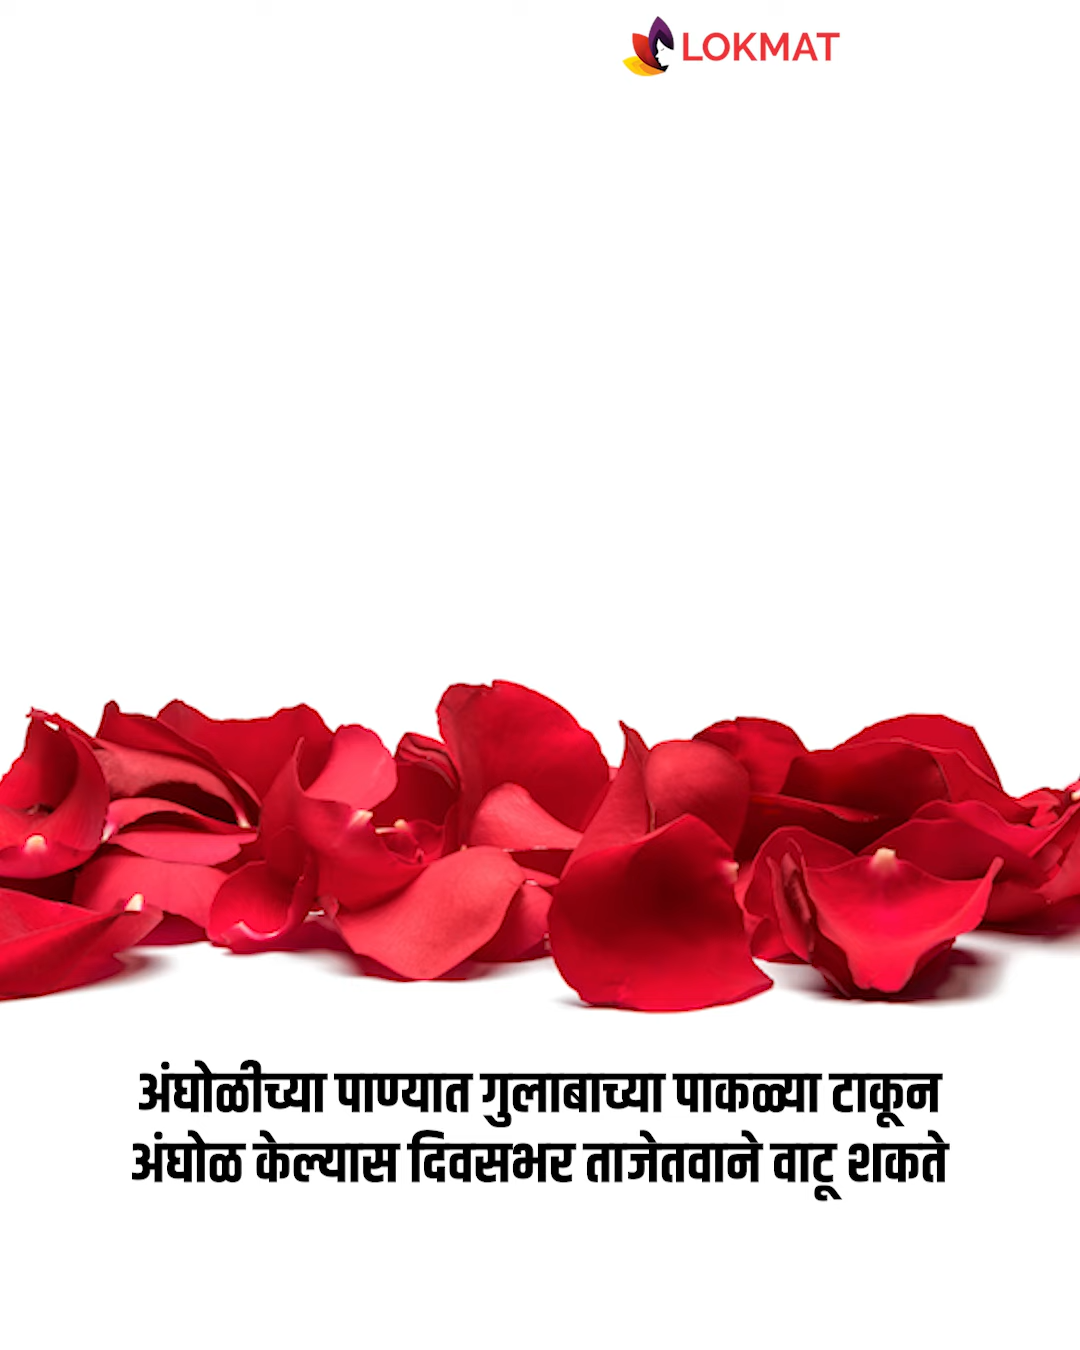 LOKMAT
अंघोळीच्या पाण्यात गुलाबाच्या पाकळ्या टाकून
अंघोळ केल्यास दिवसभर ताजेतवाने वाटू शकते